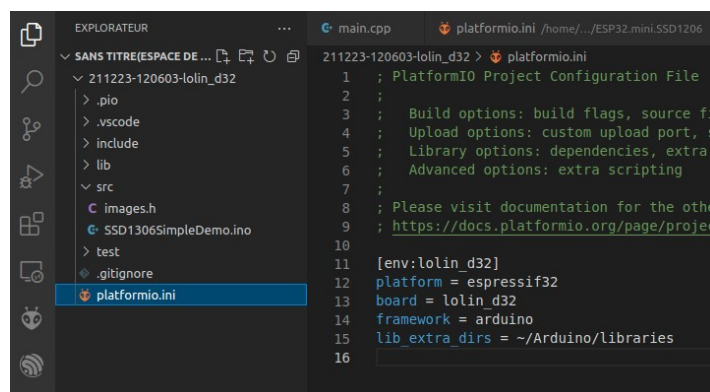 EXPLORATEUR ...
SANS TITRE(ESPACE DE ...
211223-120603-lolin_d32
.pio
.vscode
include
lib
src
C images.h
SSD1306SimpleDemo.ino
test
.gitignore
platformio.ini
main.cpp
platformio.ini /home/.../ESP32.mini.SSD1206
211223-120603-lolin_d32 > platformio.ini
1 ; PlatformIO Project Configuration File
2 ;
3 ; Build options: build flags, source
4 ; Upload options: custom upload port,
5 ; Library options: dependencies, extra
6 ; Advanced options: extra scripting
7 ;
8 ; Please visit documentation for the
9 ; https://docs.platformio.org/page/
10
11 [env:lolin_d32]
12 platform = espressif32
13 board = lolin_d32
14 framework = arduino
15 lib_extra_dirs = ~/Arduino/libraries
16